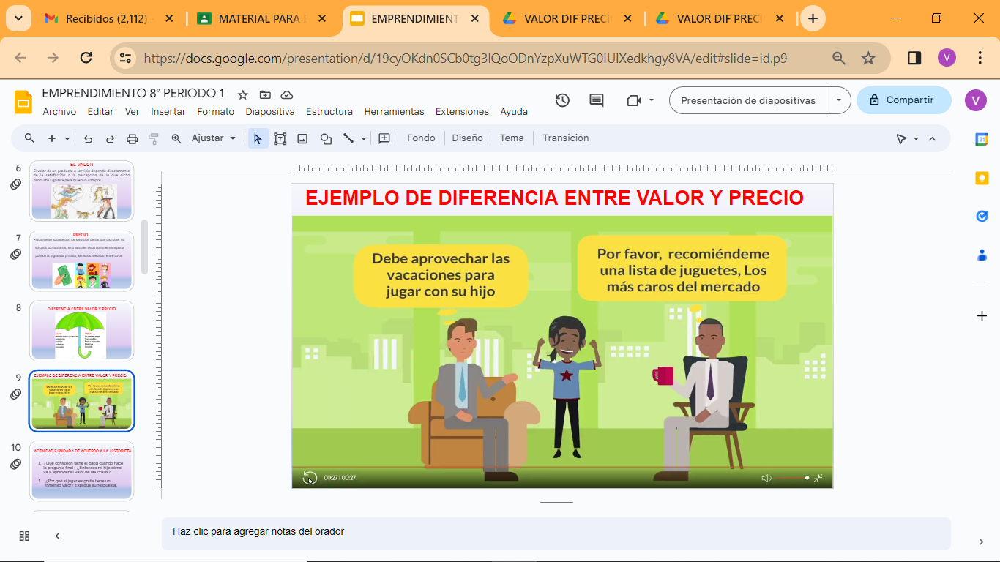 Recibidos (2,112)
MATERIAL PARA
EMPRENDIMIENT
VALOR DIF PRECI
VALOR DIF PRECI
https://docs.google.com/presentation/d/19cyOKdn0SCb0tg3lQoODnYzpXuWTG0IUIXedkhgy8VA/edit#slide=id.p9
V
EMPRENDIMIENTO 8° PERIODO 1
Archivo Editar Ver Insertar Formato Diapositiva Estructura Herramientas Extensiones Ayuda
Presentación de diapositivas
Compartir
V
Ajustar
Fondo
Diseño
Tema
Transición
31
6
EL VALOR
El valor de un producto o servicio depende directamente
de la satisfacción o la percepción de lo que dicho
producto significa para quien lo compre.
7
PRECIO
•Igualmente sucede con los servicios de los que disfrutas, no
solo los domiciliarios, sino también otros como el transporte
público la vigilancia privada, servicios médicos, entre otros.
8
DIFERENCIA ENTRE VALOR Y PRECIO
9
EJEMPLO DE DIFERENCIA ENTRE VALOR Y PRECIO
Debe aprovechar las
vacaciones para
jugar con su hijo
Por favor, recomiéndeme
una lista de juguetes, Los
más caros del mercado
10
ACTIVIDAD 2 UNIDAD 1 DE ACUERDO A LA HISTORIETA
1. ¿Qué confusión tiene el papá cuando hace
la pregunta final ( ¿Entonces mi hijo cómo
va a aprender el valor de las cosas?
1. ¿Por qué si jugar es gratis tiene un
inmenso valor? Explique su respuesta.
EJEMPLO DE DIFERENCIA ENTRE VALOR Y PRECIO
Debe aprovechar las
vacaciones para
jugar con su hijo
Por favor, recomiéndeme
una lista de juguetes, Los
más caros del mercado
00:27 | 00:27
Haz clic para agregar notas del orador